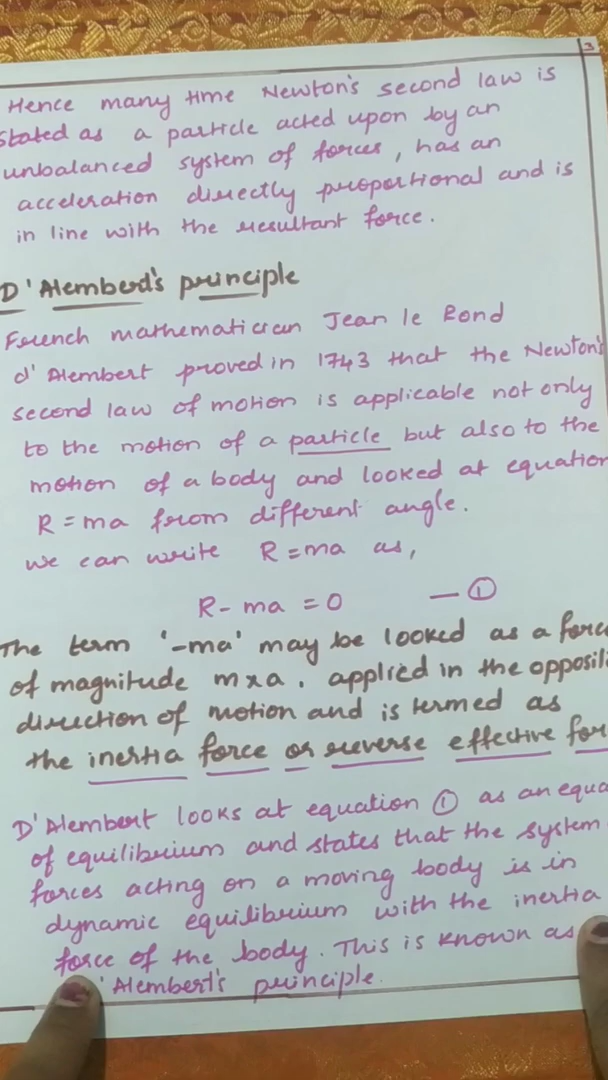 3
Hence many time Newton's second law is
stated as a particle acted upon by an
unbalanced system of forces, has an
acceleration directly proportional and is
in line with the resultant force.
D'Alembert's principle
French mathematician Jean le Rond
d'Alembert proved in 1743 that the Newton's
second law of motion is applicable not only
to the motion of a particle but also to the
motion of a body and looked at equation
R = ma from different angle.
we can write R = ma as,
R - ma = 0 — ①
The term '-ma' may be looked as a force
of magnitude m×a, applied in the opposite
direction of motion and is termed as
the inertia force or reverse effective for
D'Alembert looks at equation ① as an equa
of equilibrium and states that the system
forces acting on a moving body is in
dynamic equilibrium with the inertia
force of the body. This is known as
'Alembert's principle.